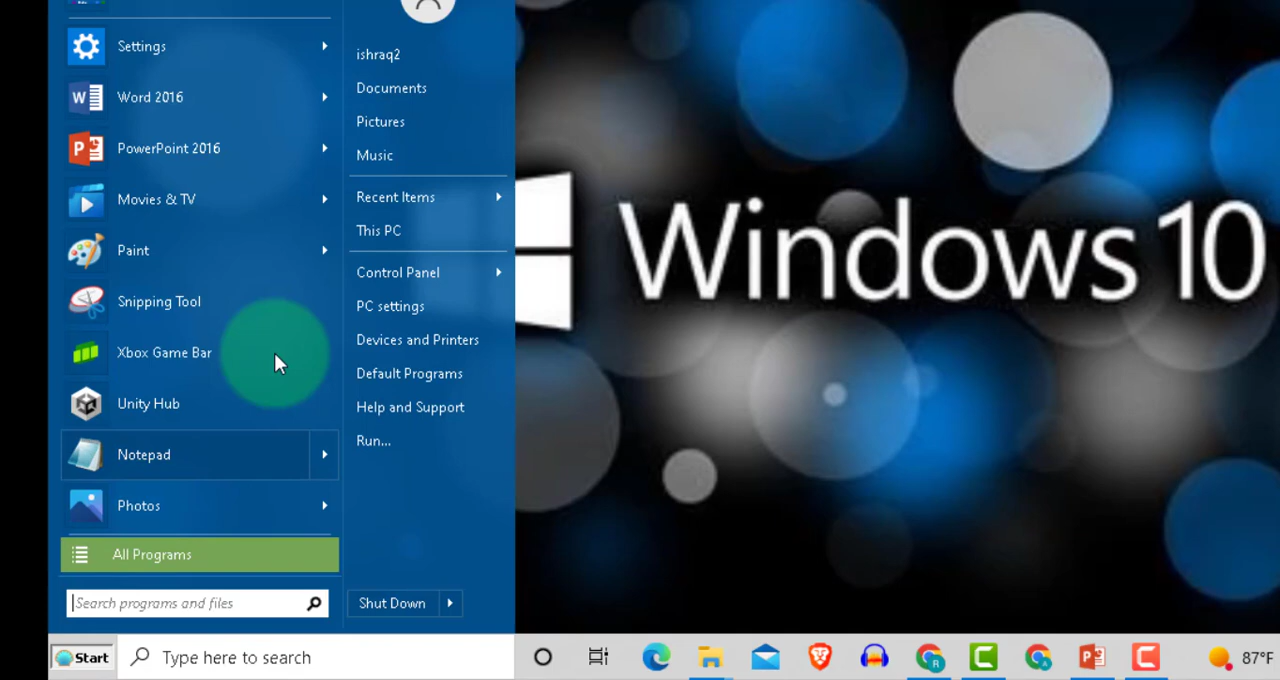 Settings
Word 2016
PowerPoint 2016
Movies & TV
Paint
Snipping Tool
Xbox Game Bar
Unity Hub
Notepad
Photos
All Programs
Search programs and files
ishraq2
Documents
Pictures
Music
Recent Items
This PC
Control Panel
PC settings
Devices and Printers
Default Programs
Help and Support
Run...
Shut Down
Windows 10
Start
Type here to search
87°F